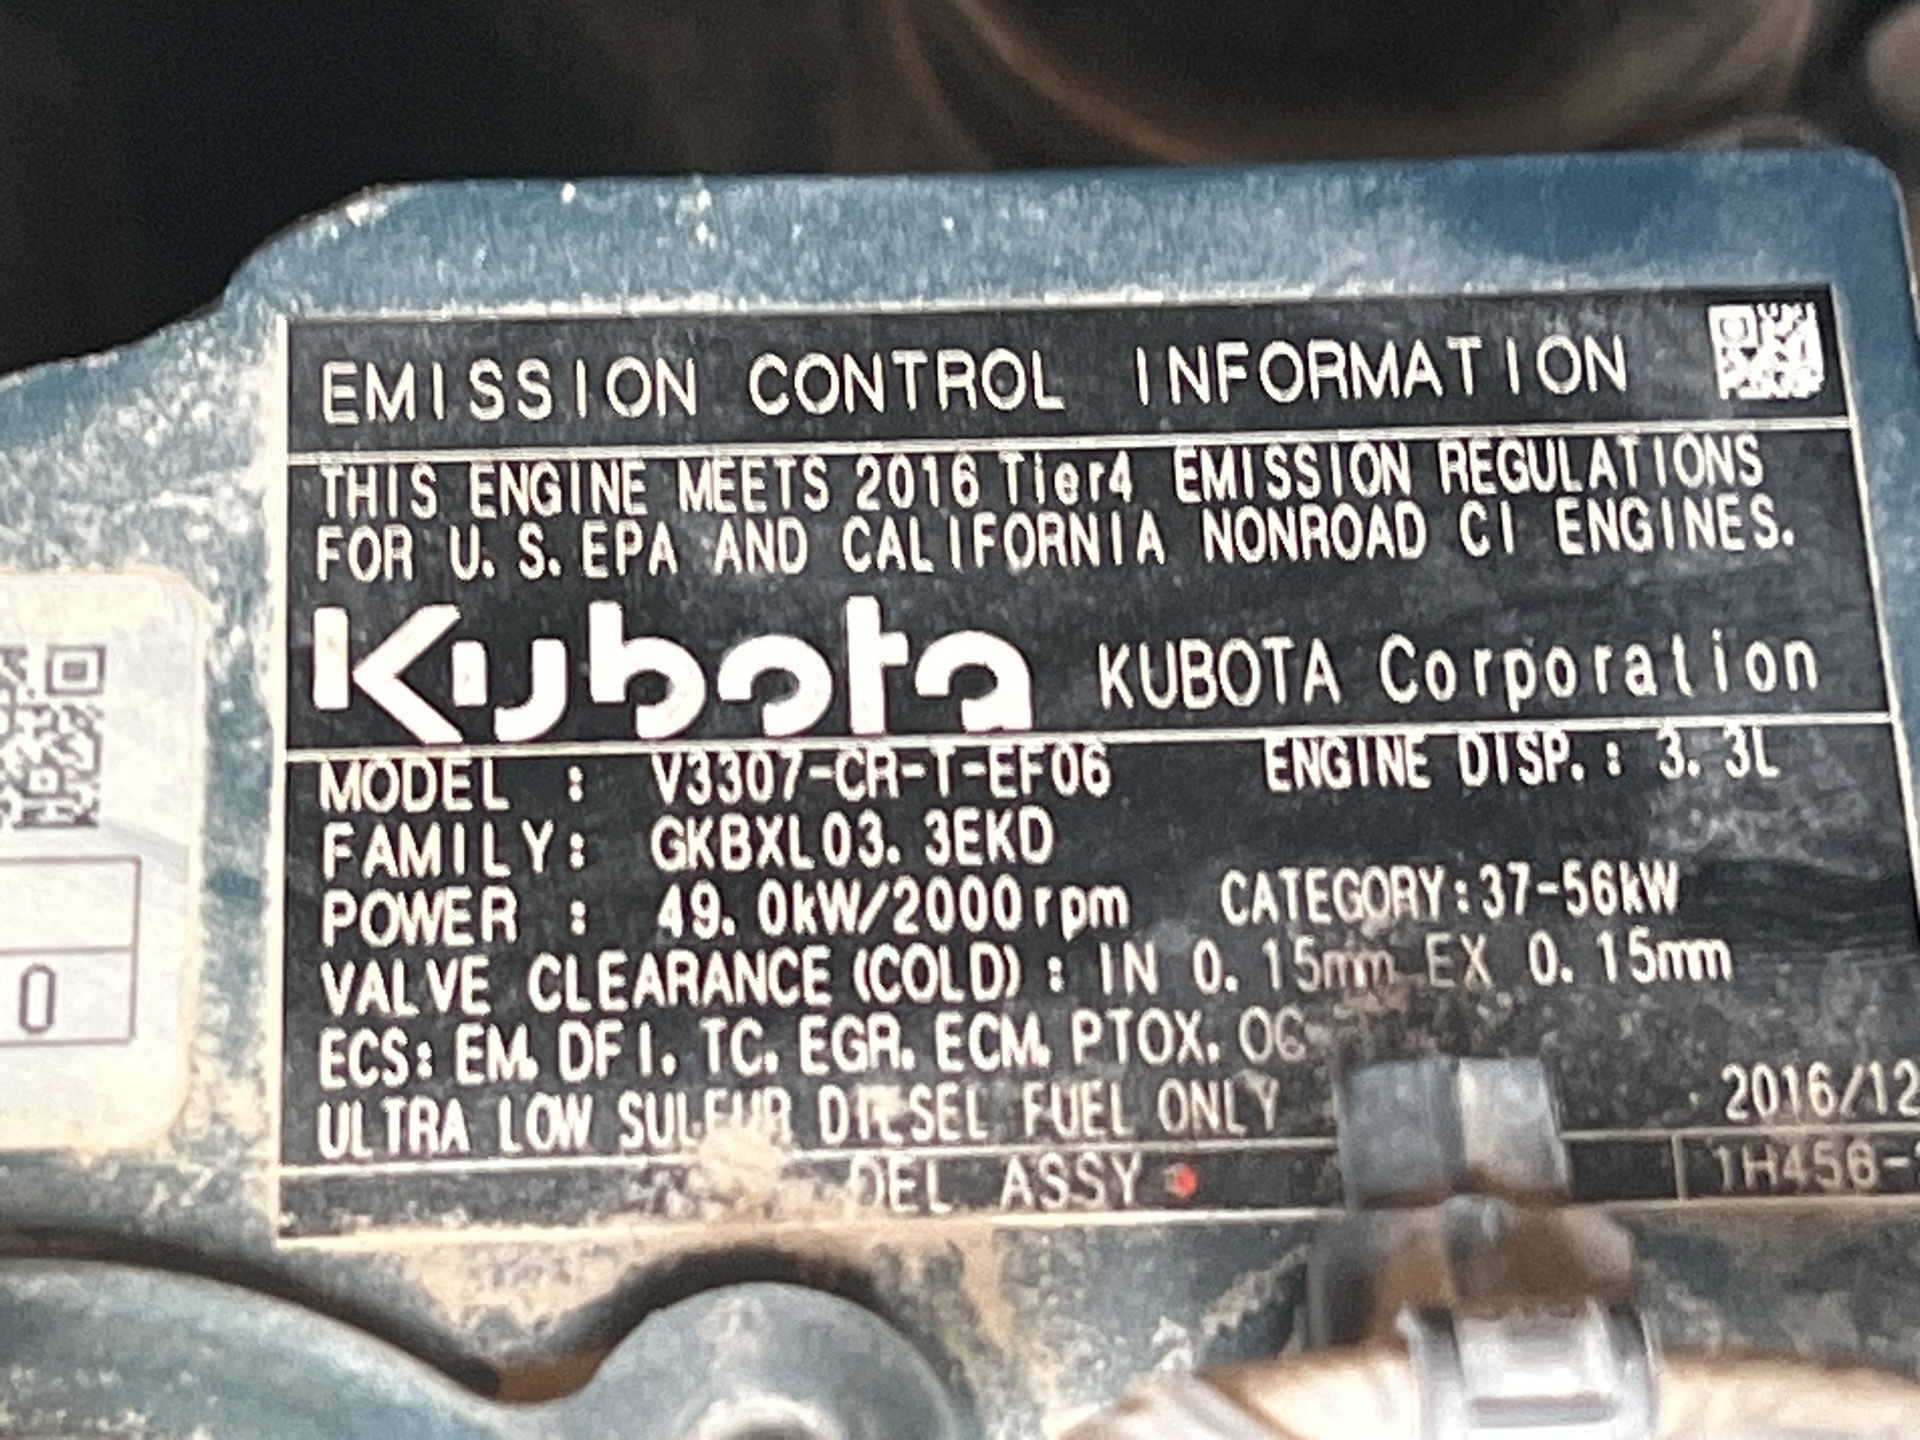 EMISSION CONTROL INFORMATION
THIS ENGINE MEETS 2016 Tier4 EMISSION REGULATIONS
FOR U.S.EPA AND CALIFORNIA NONROAD CI ENGINES.
Kubota KUBOTA Corporation
MODEL : V3307-CR-T-EF06 ENGINE DISP.: 3.3L
FAMILY: GKBXL03.3EKD
POWER : 49.0kW/2000rpm CATEGORY:37-56kW
VALVE CLEARANCE (COLD) : IN 0.15mm EX 0.15mm
0
ECS: EM. DFI. TC. EGR. ECM. PTOX. OC
ULTRA LOW SULFUR DIESEL FUEL ONLY 2016/12
ASSY